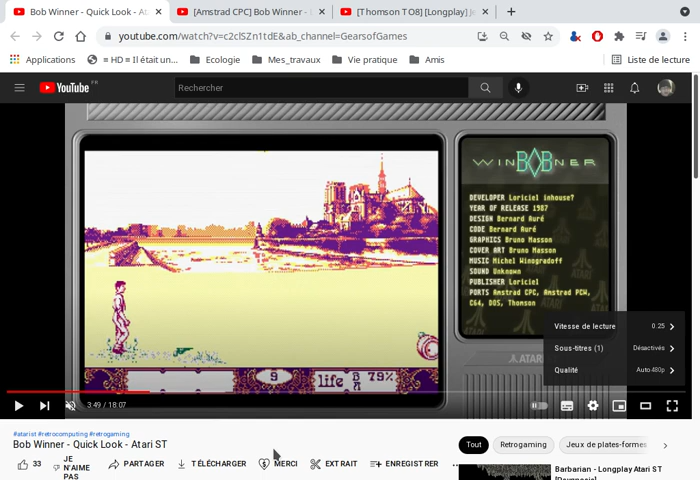 Bob Winner - Quick Look - Atari ST
[Amstrad CPC] Bob Winner -
[Thomson TO8] [Longplay]
youtube.com/watch?v=c2clSZn1tdE&ab_channel=GearsofGames
Applications
= HD = Il était un...
Ecologie
Mes_travaux
Vie pratique
Amis
Liste de lecture
YouTube FR
Rechercher
WIN BOB NER
DEVELOPER Loriciel inhouse?
YEAR OF RELEASE 1987
DESIGN Bernard Auré
CODE Bernard Auré
GRAPHICS Bruno Masson
COVER ART Bruno Masson
MUSIC Michel Winogradoff
SOUND Unknown
PUBLISHER Loriciel
PORTS Amstrad CPC, Amstrad PCW,
C64, DOS, Thomson
9
life
79%
ATARI
Vitesse de lecture 0.25
Sous-titres (1) Désactivés
Qualité Auto 480p
3:49 / 18:07
#atarist #retrocomputing #retrogaming
Bob Winner - Quick Look - Atari ST
33
JE
N'AIME
PAS
PARTAGER
TÉLÉCHARGER
MERCI
EXTRAIT
ENREGISTRER
...
Tout
Retrogaming
Jeux de plates-formes
Barbarian - Longplay Atari ST